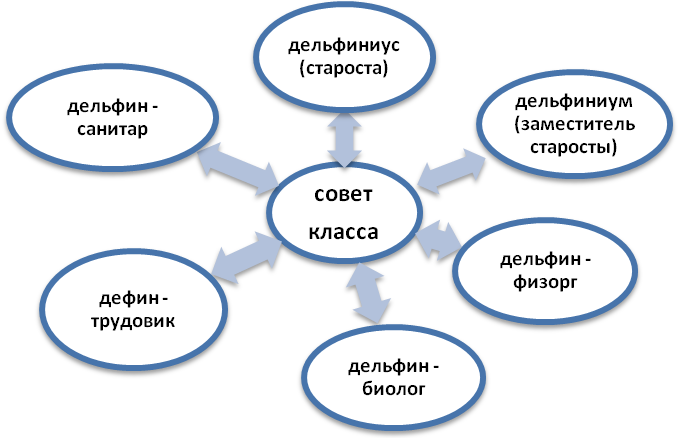 дельфиниус
(староста)
дельфин -
санитар
дельфиниум
(заместитель
старосты)
совет
класса
дельфин -
физорг
дефин -
трудовик
дельфин -
биолог